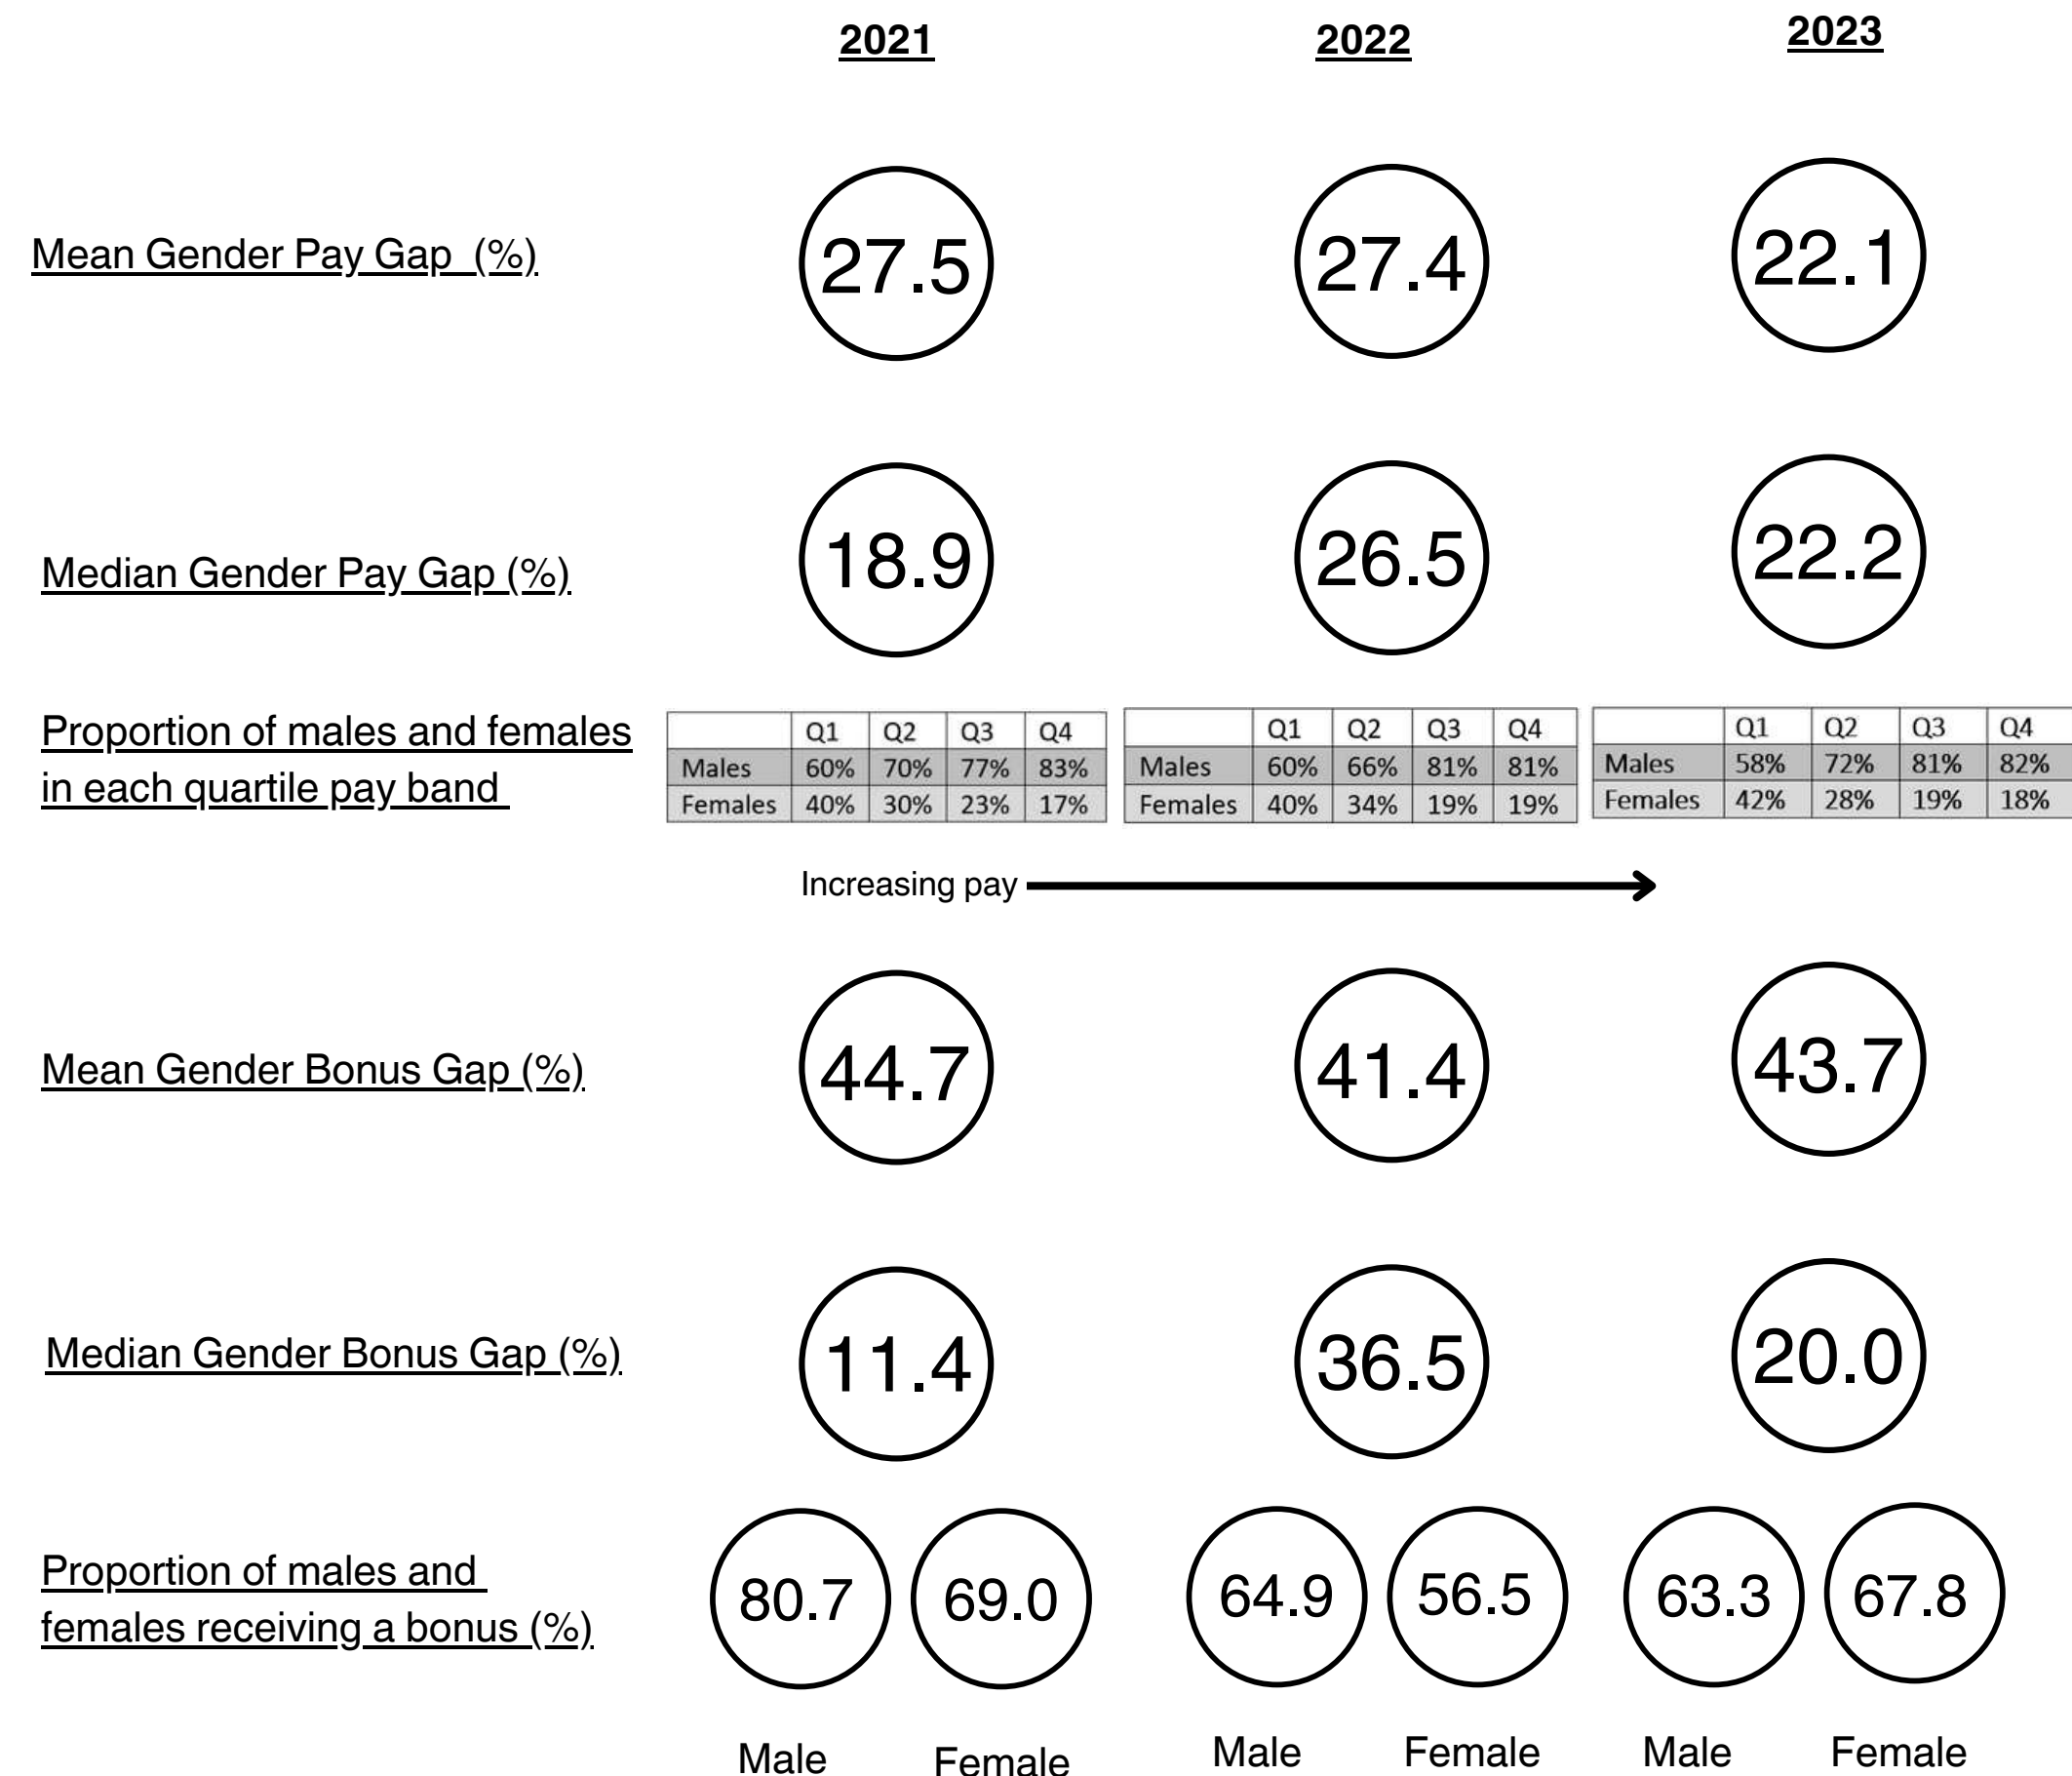 2021 2022 2023
Mean Gender Pay Gap (%) 27.5 27.4 22.1
Median Gender Pay Gap (%) 18.9 26.5 22.2
Proportion of males and females
in each quartile pay band
Q1 Q2 Q3 Q4
Males 60% 70% 77% 83%
Females 40% 30% 23% 17%
Q1 Q2 Q3 Q4
Males 60% 66% 81% 81%
Females 40% 34% 19% 19%
Q1 Q2 Q3 Q4
Males 58% 72% 81% 82%
Females 42% 28% 19% 18%
Increasing pay
Mean Gender Bonus Gap (%) 44.7 41.4 43.7
Median Gender Bonus Gap (%) 11.4 36.5 20.0
Proportion of males and
females receiving a bonus (%)
80.7 69.0 64.9 56.5 63.3 67.8
Male Female Male Female Male Female